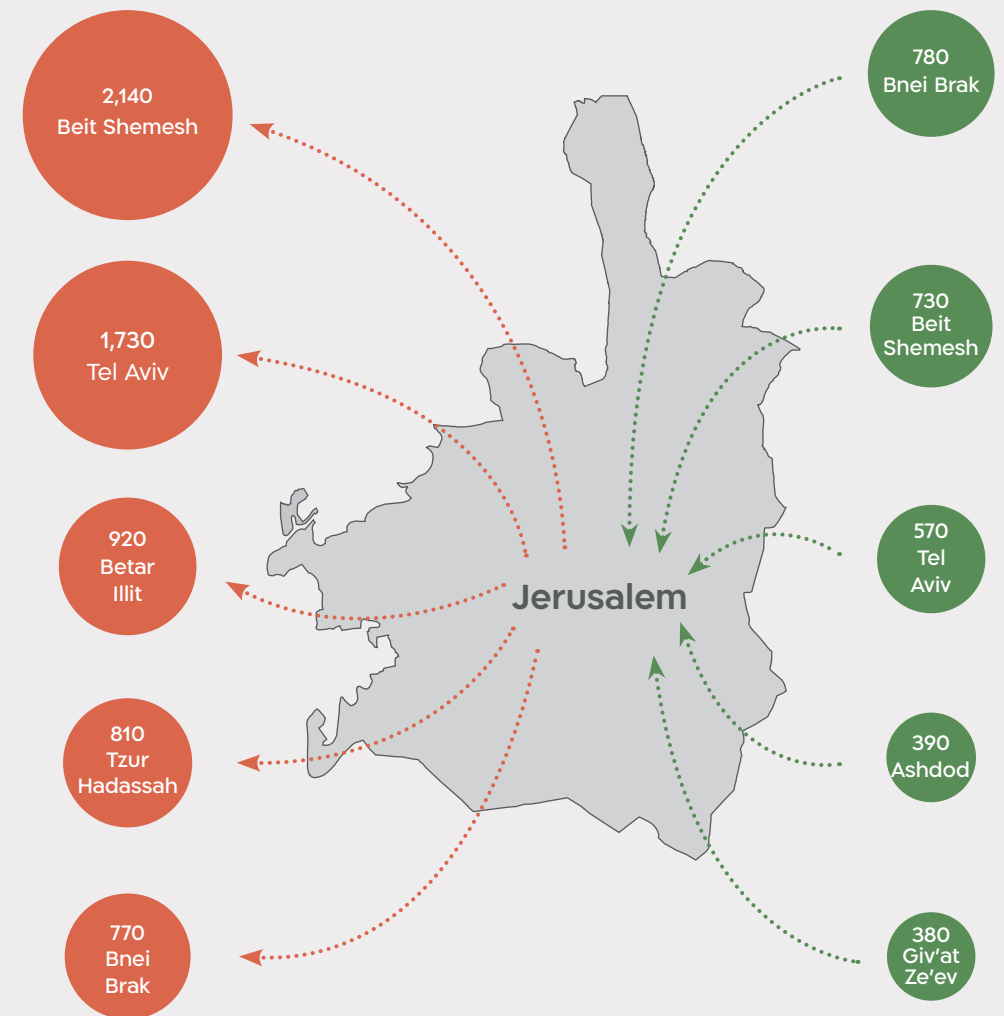 2,140
Beit Shemesh
1,730
Tel Aviv
920
Betar
Illit
810
Tzur
Hadassah
770
Bnei
Brak
Jerusalem
780
Bnei Brak
730
Beit
Shemesh
570
Tel
Aviv
390
Ashdod
380
Giv'at
Ze'ev